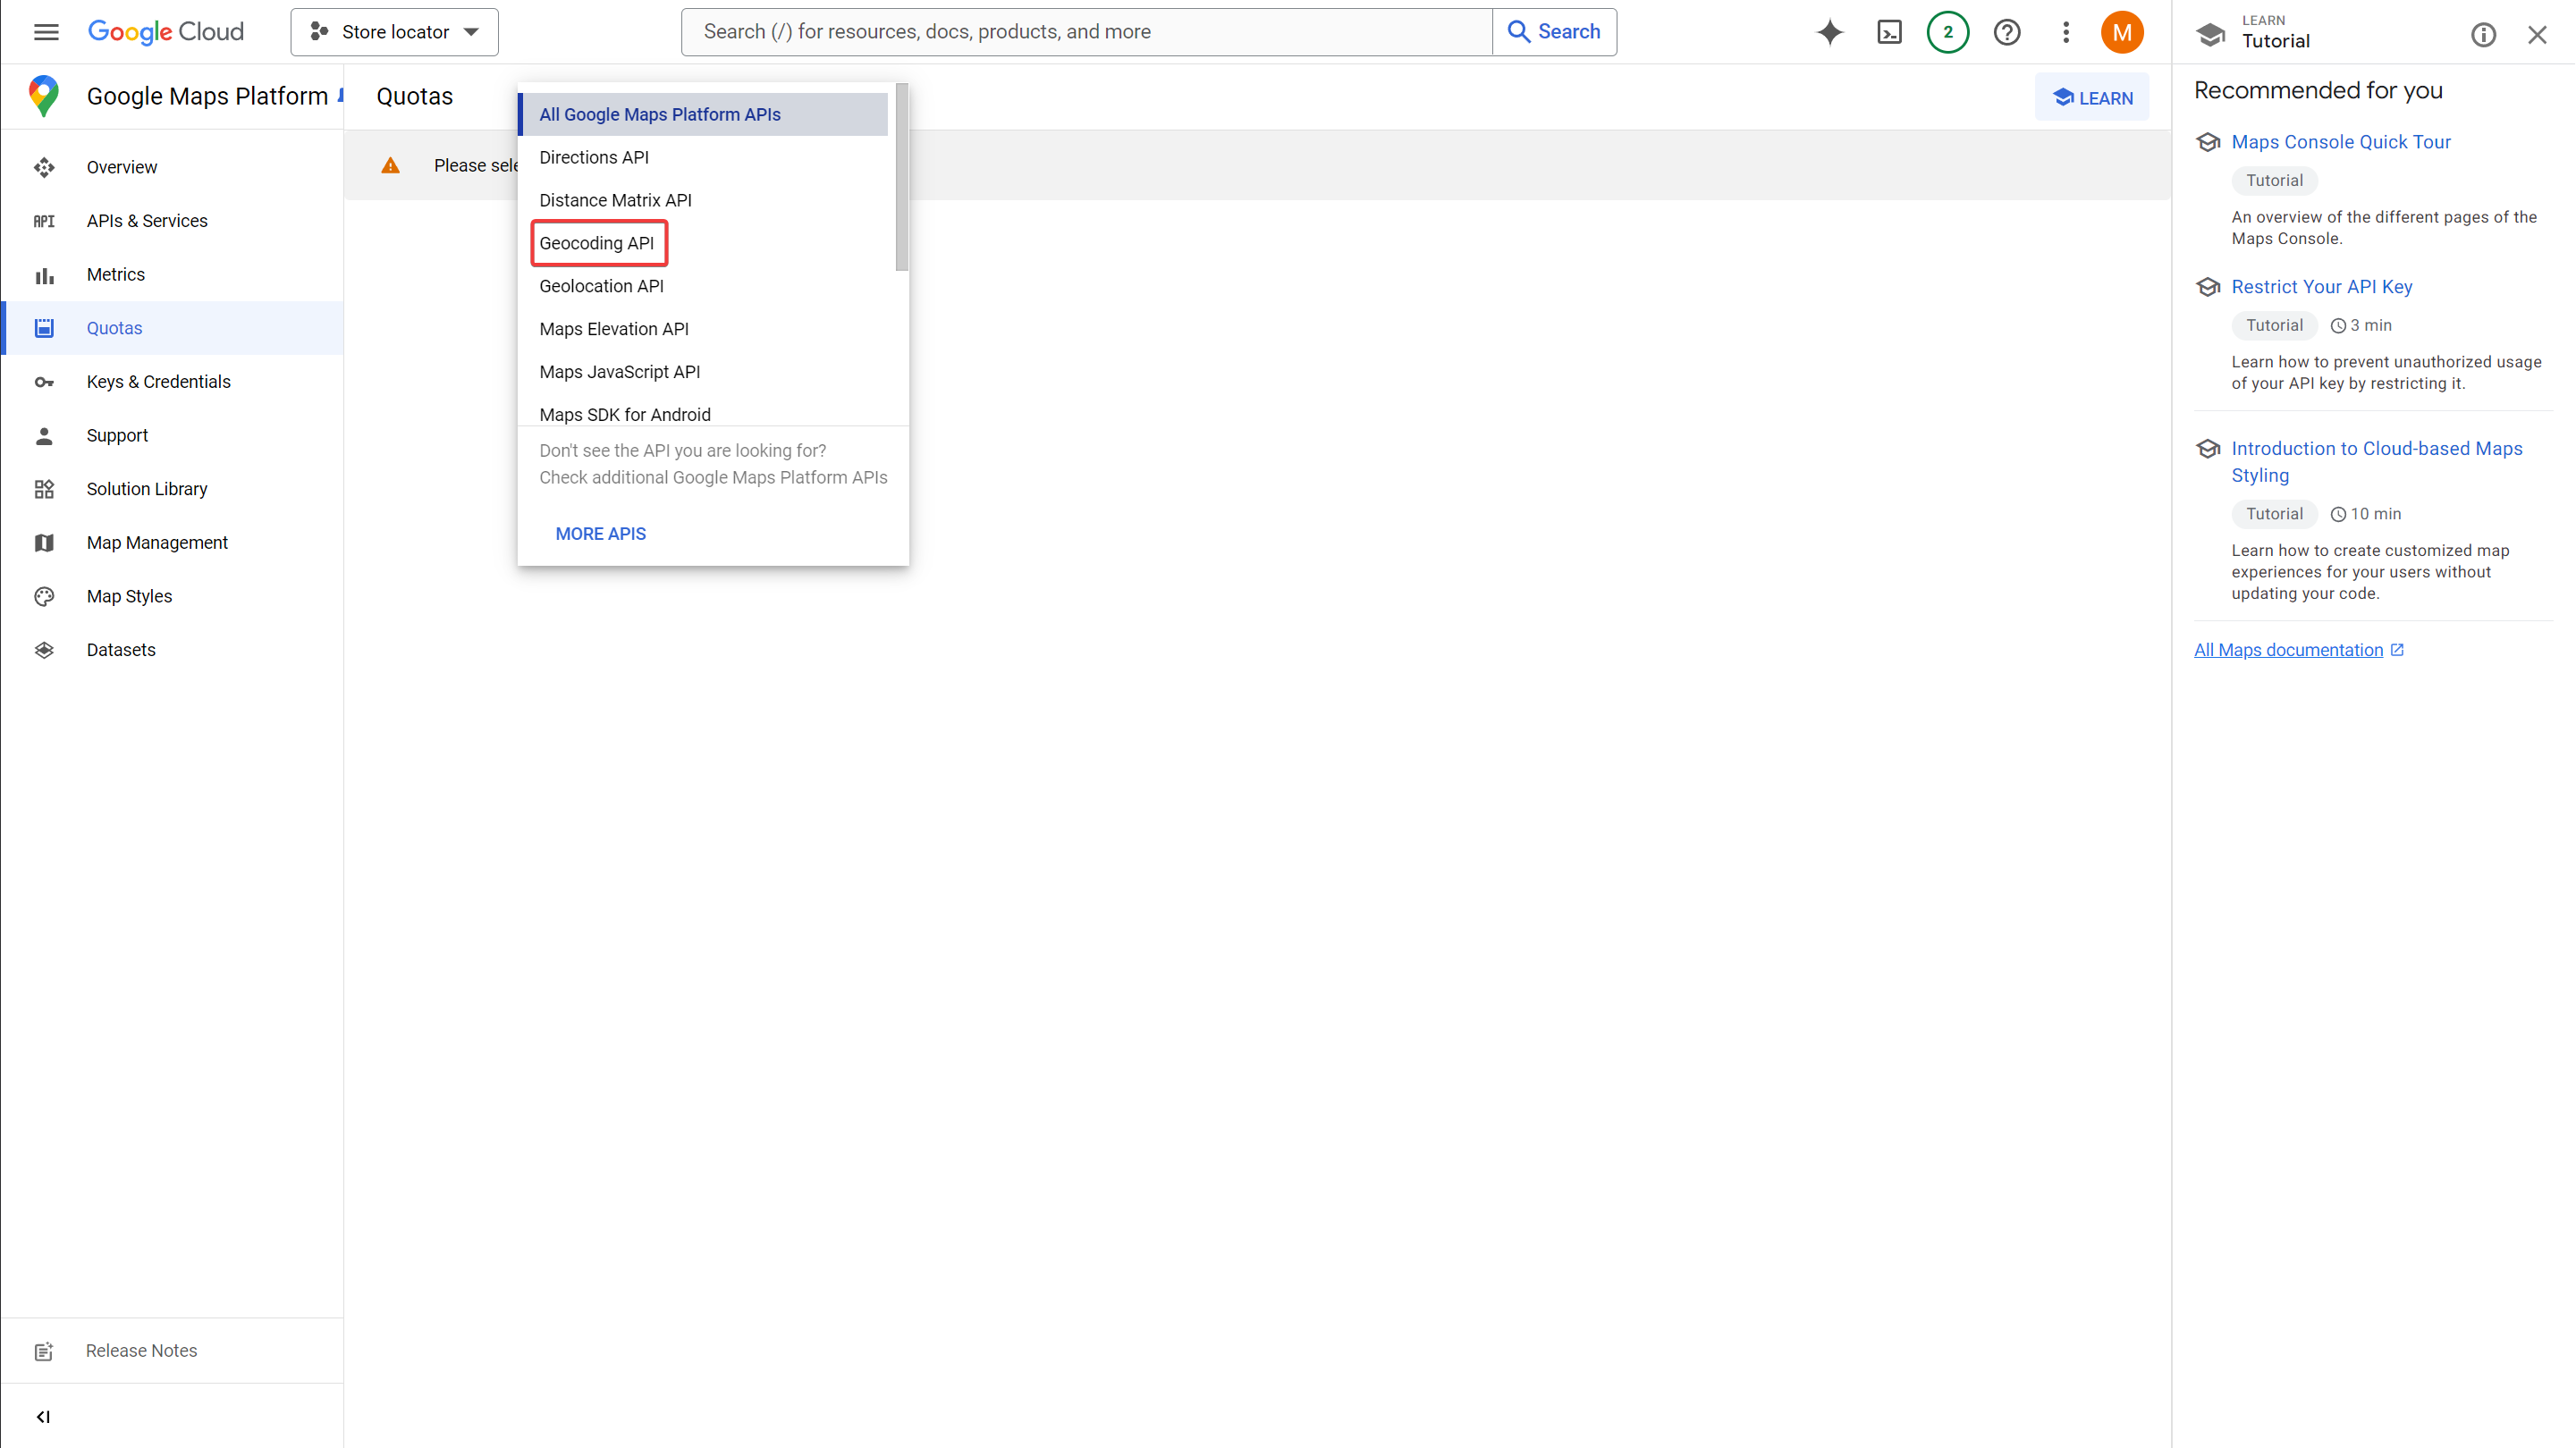 Google Cloud
Store locator
Search (/) for resources, docs, products, and more
Search
2
M
LEARN
Tutorial
Google Maps Platform
Quotas
LEARN
Overview
APIs & Services
Metrics
Quotas
Keys & Credentials
Support
Solution Library
Map Management
Map Styles
Datasets
Release Notes
Please sele
All Google Maps Platform APIs
Directions API
Distance Matrix API
Geocoding API
Geolocation API
Maps Elevation API
Maps JavaScript API
Maps SDK for Android
Don't see the API you are looking for?
Check additional Google Maps Platform APIs
MORE APIS
Recommended for you
Maps Console Quick Tour
Tutorial
An overview of the different pages of the
Maps Console.
Restrict Your API Key
Tutorial
3 min
Learn how to prevent unauthorized usage
of your API key by restricting it.
Introduction to Cloud-based Maps
Styling
Tutorial
10 min
Learn how to create customized map
experiences for your users without
updating your code.
All Maps documentation